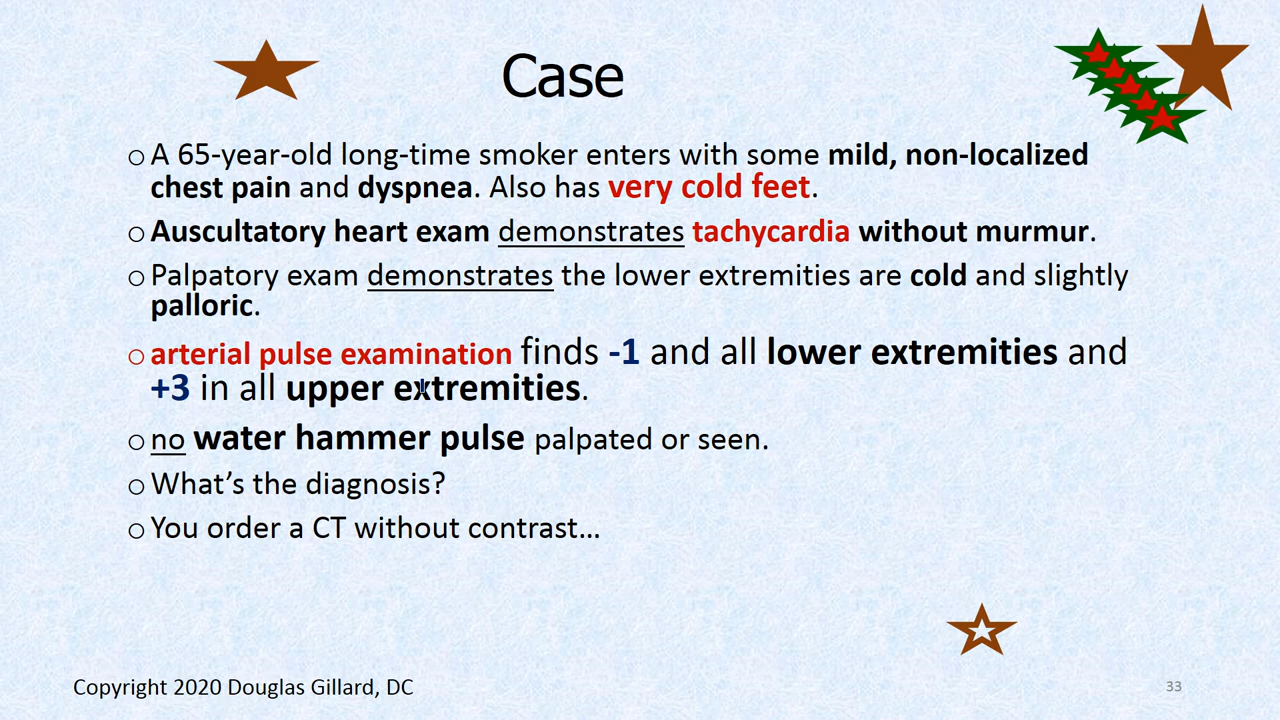 Case
○ A 65-year-old long-time smoker enters with some mild, non-localized
chest pain and dyspnea. Also has very cold feet.
○ Auscultatory heart exam demonstrates tachycardia without murmur.
○ Palpatory exam demonstrates the lower extremities are cold and slightly
palloric.
○ arterial pulse examination finds -1 and all lower extremities and
+3 in all upper extremities.
○ no water hammer pulse palpated or seen.
○ What's the diagnosis?
○ You order a CT without contrast…
Copyright 2020 Douglas Gillard, DC
33